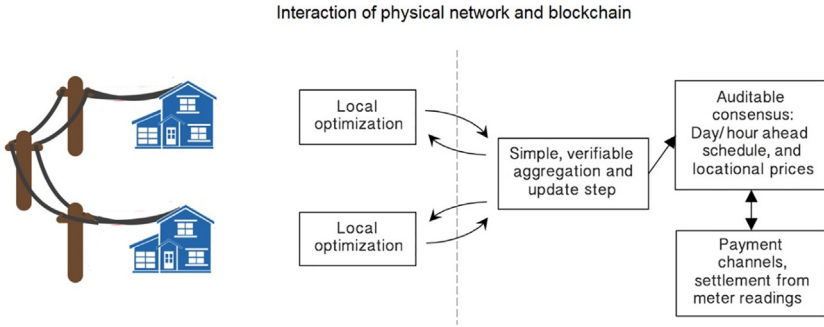 Interaction of physical network and blockchain
Local
optimization
Local
optimization
Simple, verifiable
aggregation and
update step
Auditable
consensus:
Day/hour ahead
schedule, and
locational prices
Payment
channels,
settlement from
meter readings